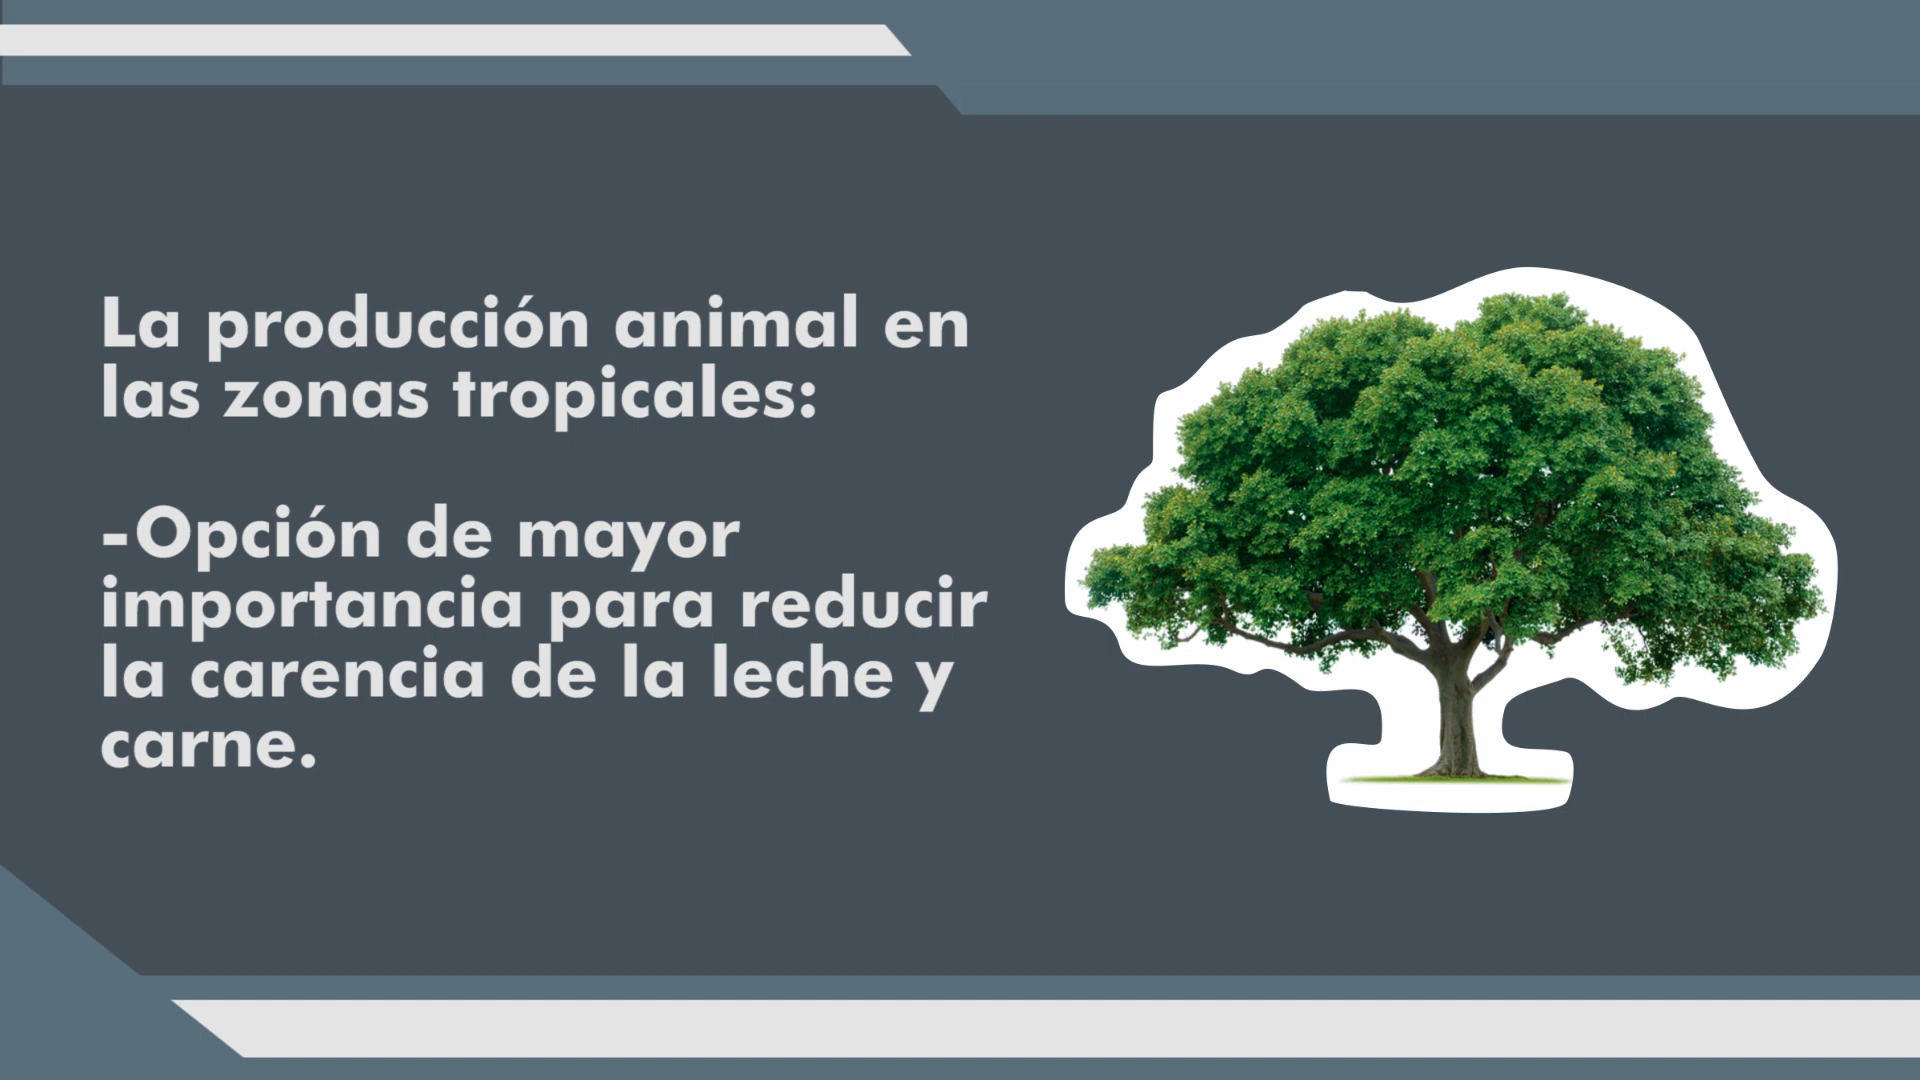 La producción animal en
las zonas tropicales:
-Opción de mayor
importancia para reducir
la carencia de la leche y
carne.